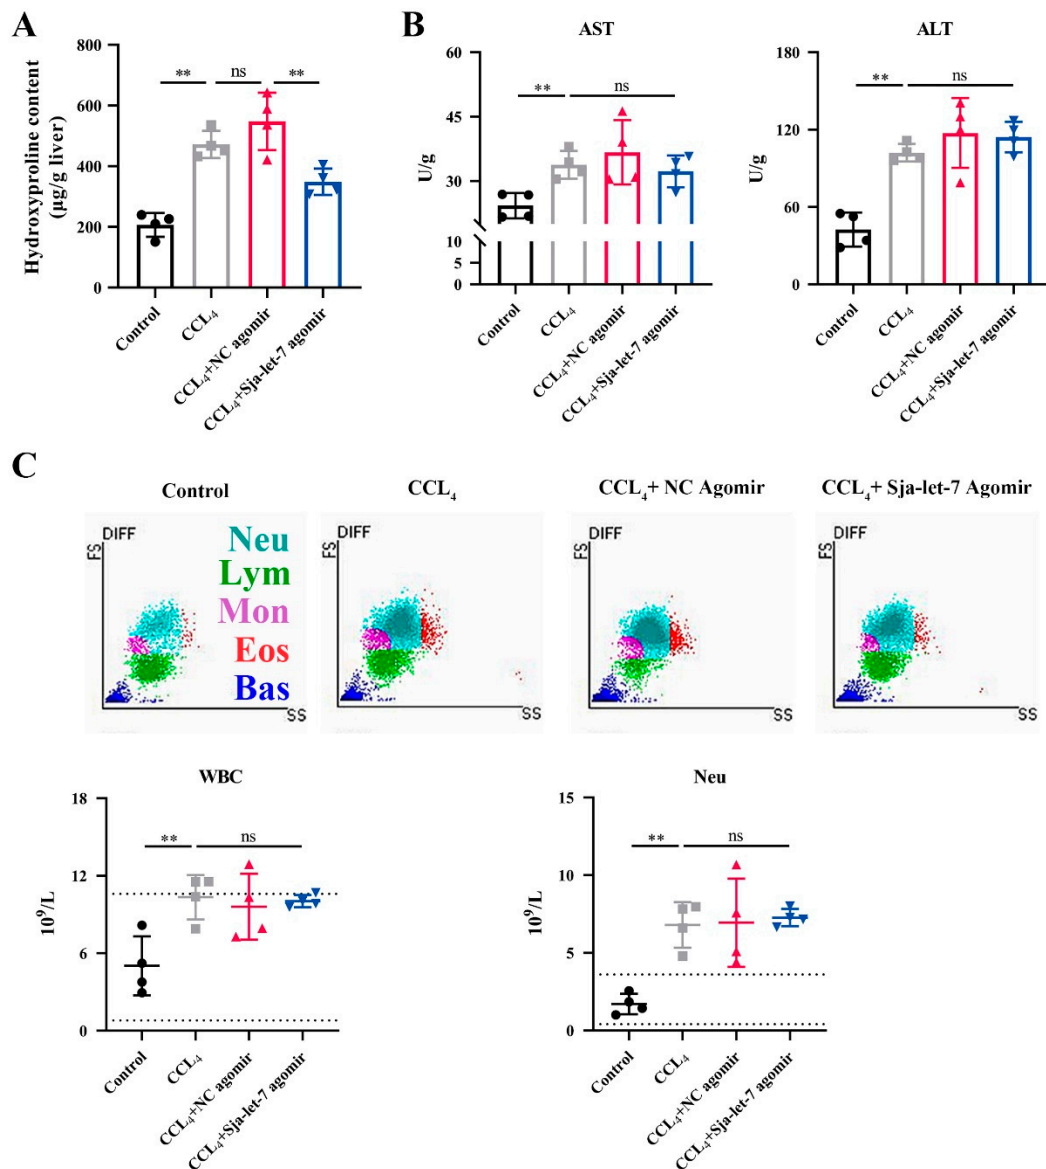 A
Hydroxyproline content
(μg/g liver)
800
600
400
200
0
**
ns
**
Control
CCL₄
CCL₄+NC agomir
CCL₄+Sja-let-7 agomir
B
AST
U/g
60
45
30
10
5
0
**
ns
Control
CCL₄
CCL₄+NC agomir
CCL₄+Sja-let-7 agomir
ALT
U/g
180
120
60
0
**
ns
Control
CCL₄
CCL₄+NC agomir
CCL₄+Sja-let-7 agomir
C
Control
CCL₄
CCL₄+ NC Agomir
CCL₄+ Sja-let-7 Agomir
DIFF
FS
Neu
Lym
Mon
Eos
Bas
SS
DIFF
FS
SS
DIFF
FS
SS
DIFF
FS
SS
WBC
10⁹/L
18
12
6
0
**
ns
Control
CCL₄
CCL₄+NC agomir
CCL₄+Sja-let-7 agomir
Neu
10⁹/L
15
10
5
0
**
ns
Control
CCL₄
CCL₄+NC agomir
CCL₄+Sja-let-7 agomir